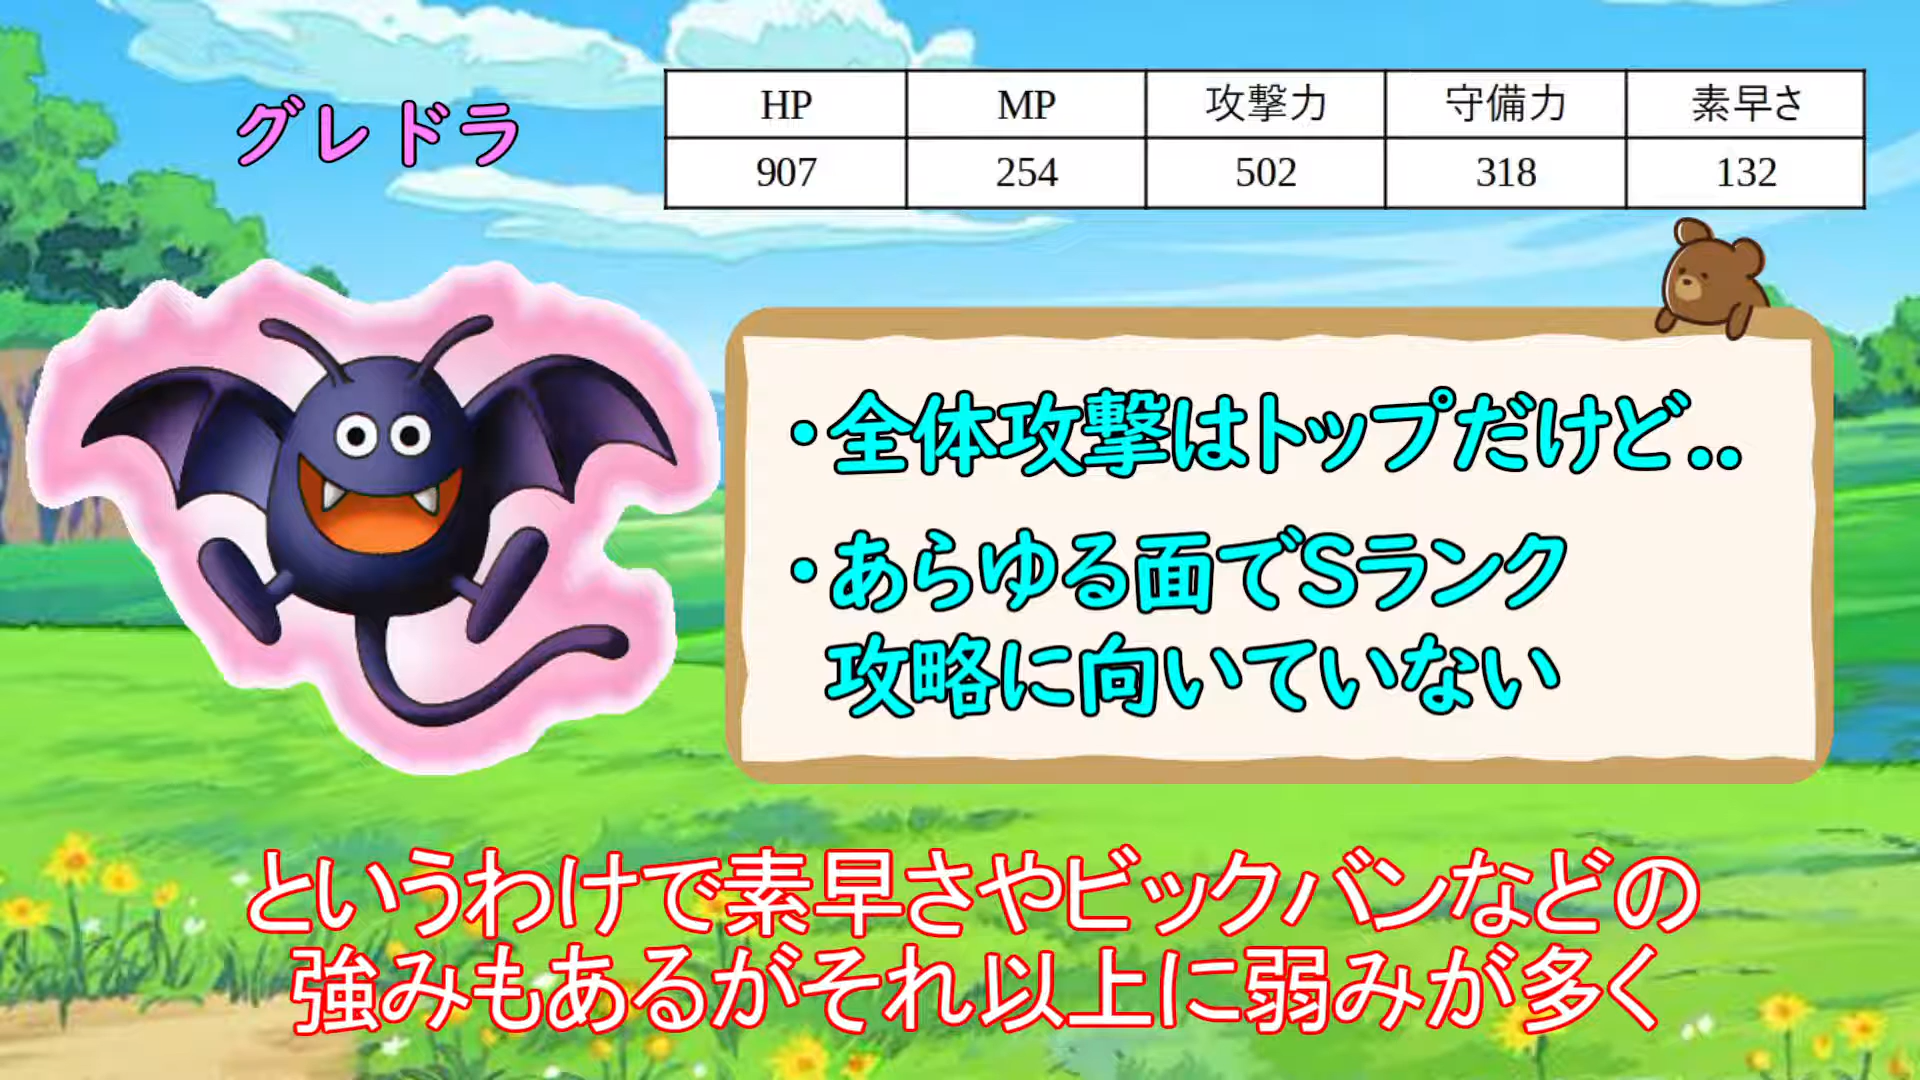 グレドラ
HP MP 攻撃力 守備力 素早さ
907 254 502 318 132
・全体攻撃はトップだけど..
・あらゆる面でSランク
攻略に向いていない
というわけで素早さやビックバンなどの
強みもあるがそれ以上に弱みが多く